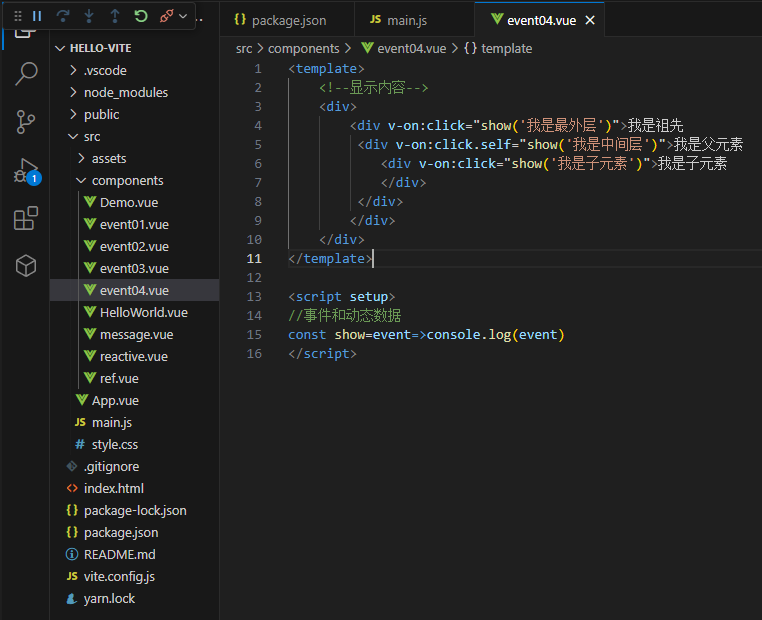 package.json
JS main.js
event04.vue
HELLO-VITE
src > components > event04.vue > {} template
.vscode
node_modules
public
src
assets
components
Demo.vue
event01.vue
event02.vue
event03.vue
event04.vue
HelloWorld.vue
message.vue
reactive.vue
ref.vue
App.vue
JS main.js
# style.css
.gitignore
<> index.html
{} package-lock.json
{} package.json
README.md
JS vite.config.js
yarn.lock
1
1 <template>
2 <!--显示内容-->
3 <div>
4 <div v-on:click="show('我是最外层')">我是祖先
5 <div v-on:click.self="show('我是中间层')">我是父元素
6 <div v-on:click="show('我是子元素')">我是子元素
7 </div>
8 </div>
9 </div>
10 </div>
11 </template>
12
13 <script setup>
14 //事件和动态数据
15 const show=event=>console.log(event)
16 </script>